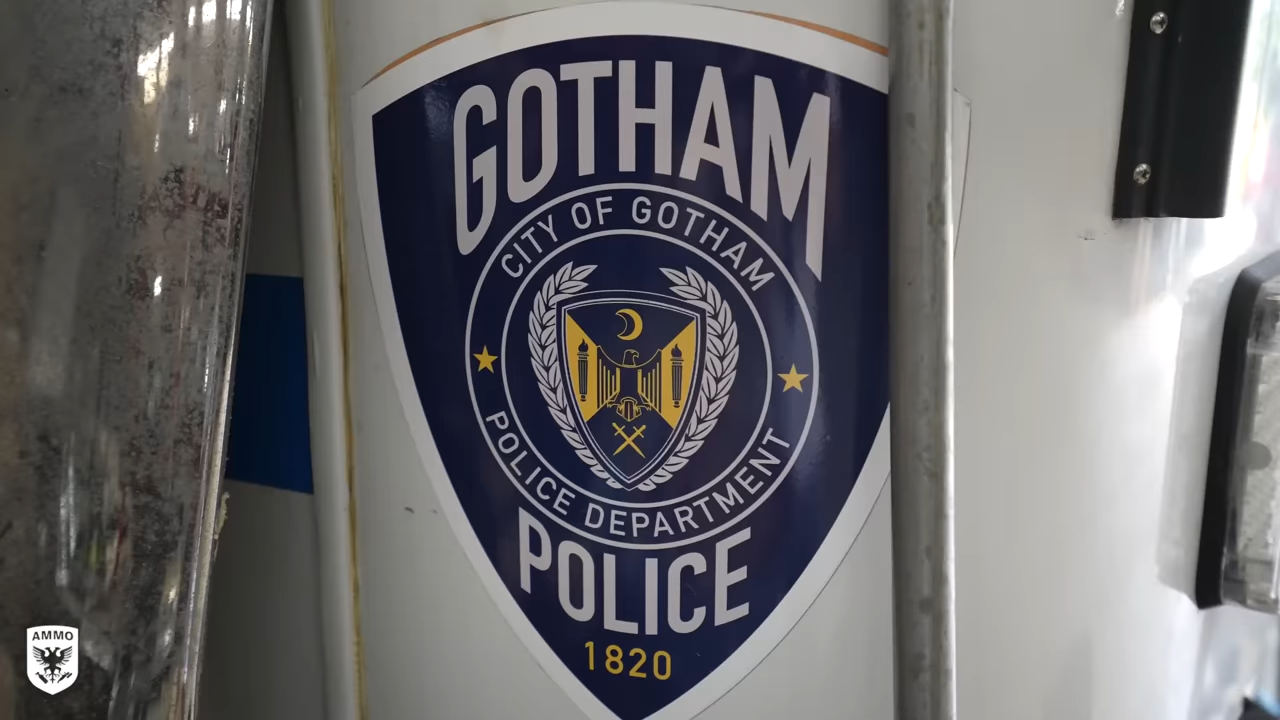 GOTHAM
CITY OF GOTHAM
POLICE DEPARTMENT
POLICE
1820
AMMO